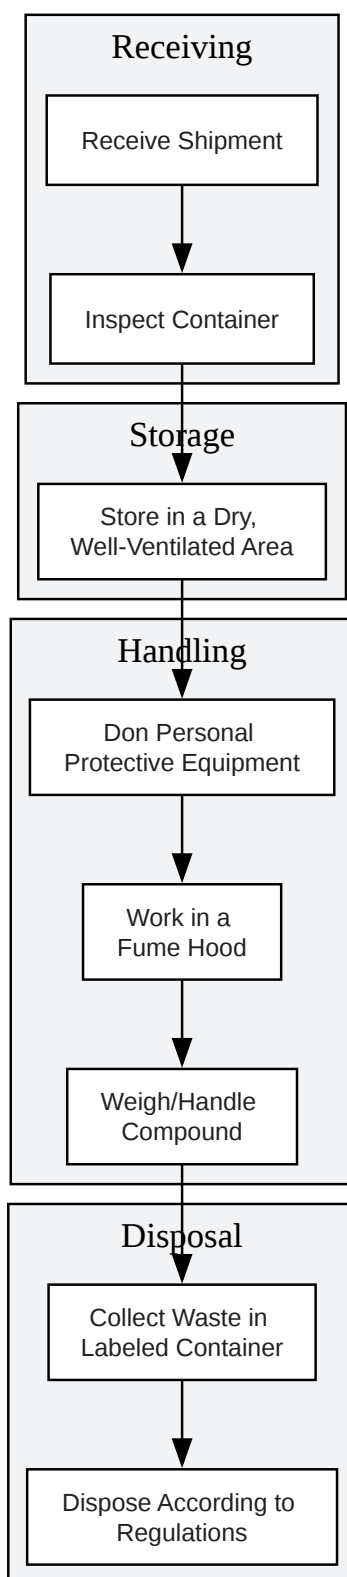 Receiving
Receive Shipment
Inspect Container
Storage
Store in a Dry,
Well-Ventilated Area
Handling
Don Personal
Protective Equipment
Work in a
Fume Hood
Weigh/Handle
Compound
Disposal
Collect Waste in
Labeled Container
Dispose According to
Regulations